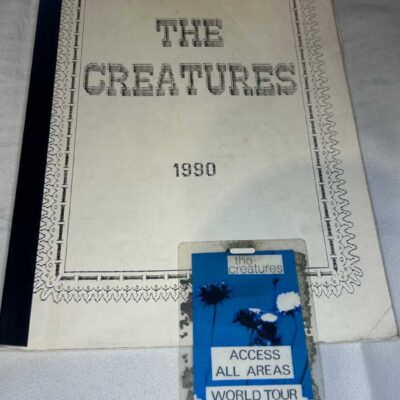 THE
CREATURES
1990
the
creatures
ACCESS
ALL AREAS
WORLD TOUR